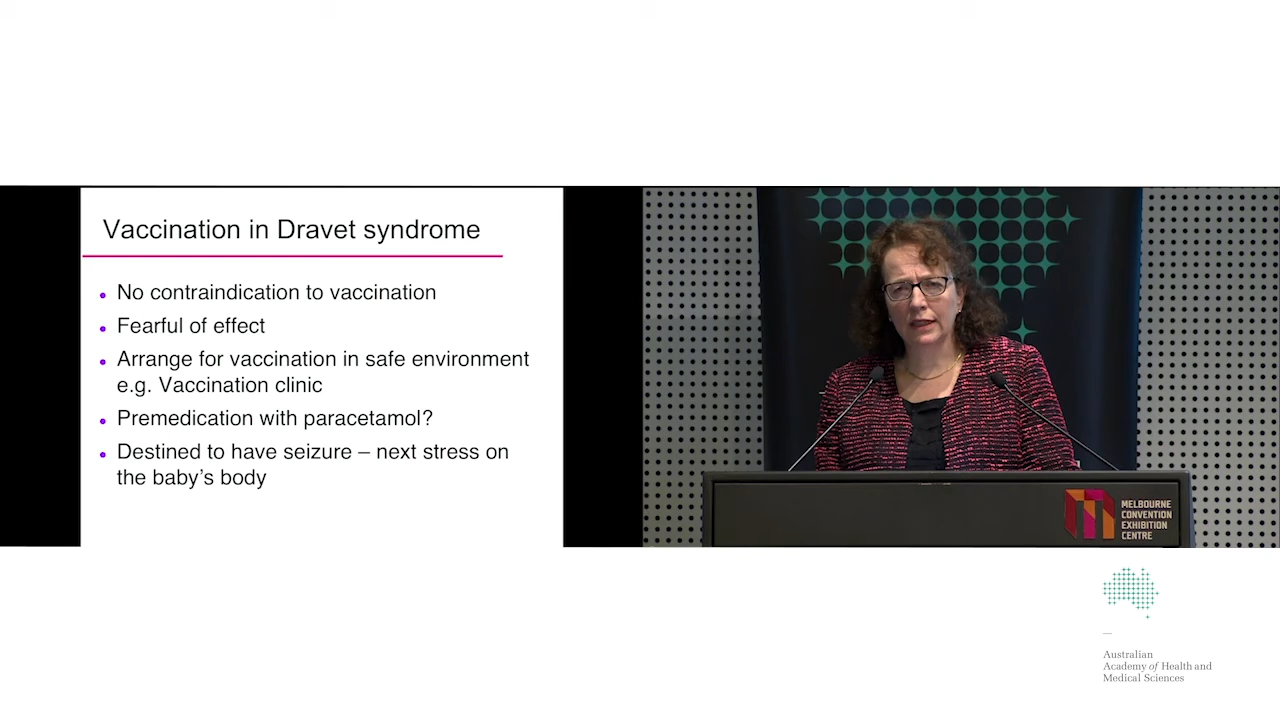 Vaccination in Dravet syndrome
No contraindication to vaccination
Fearful of effect
Arrange for vaccination in safe environment
e.g. Vaccination clinic
Premedication with paracetamol?
Destined to have seizure – next stress on
the baby's body
MELBOURNE
CONVENTION
EXHIBITION
CENTRE
Australian
Academy of Health and
Medical Sciences